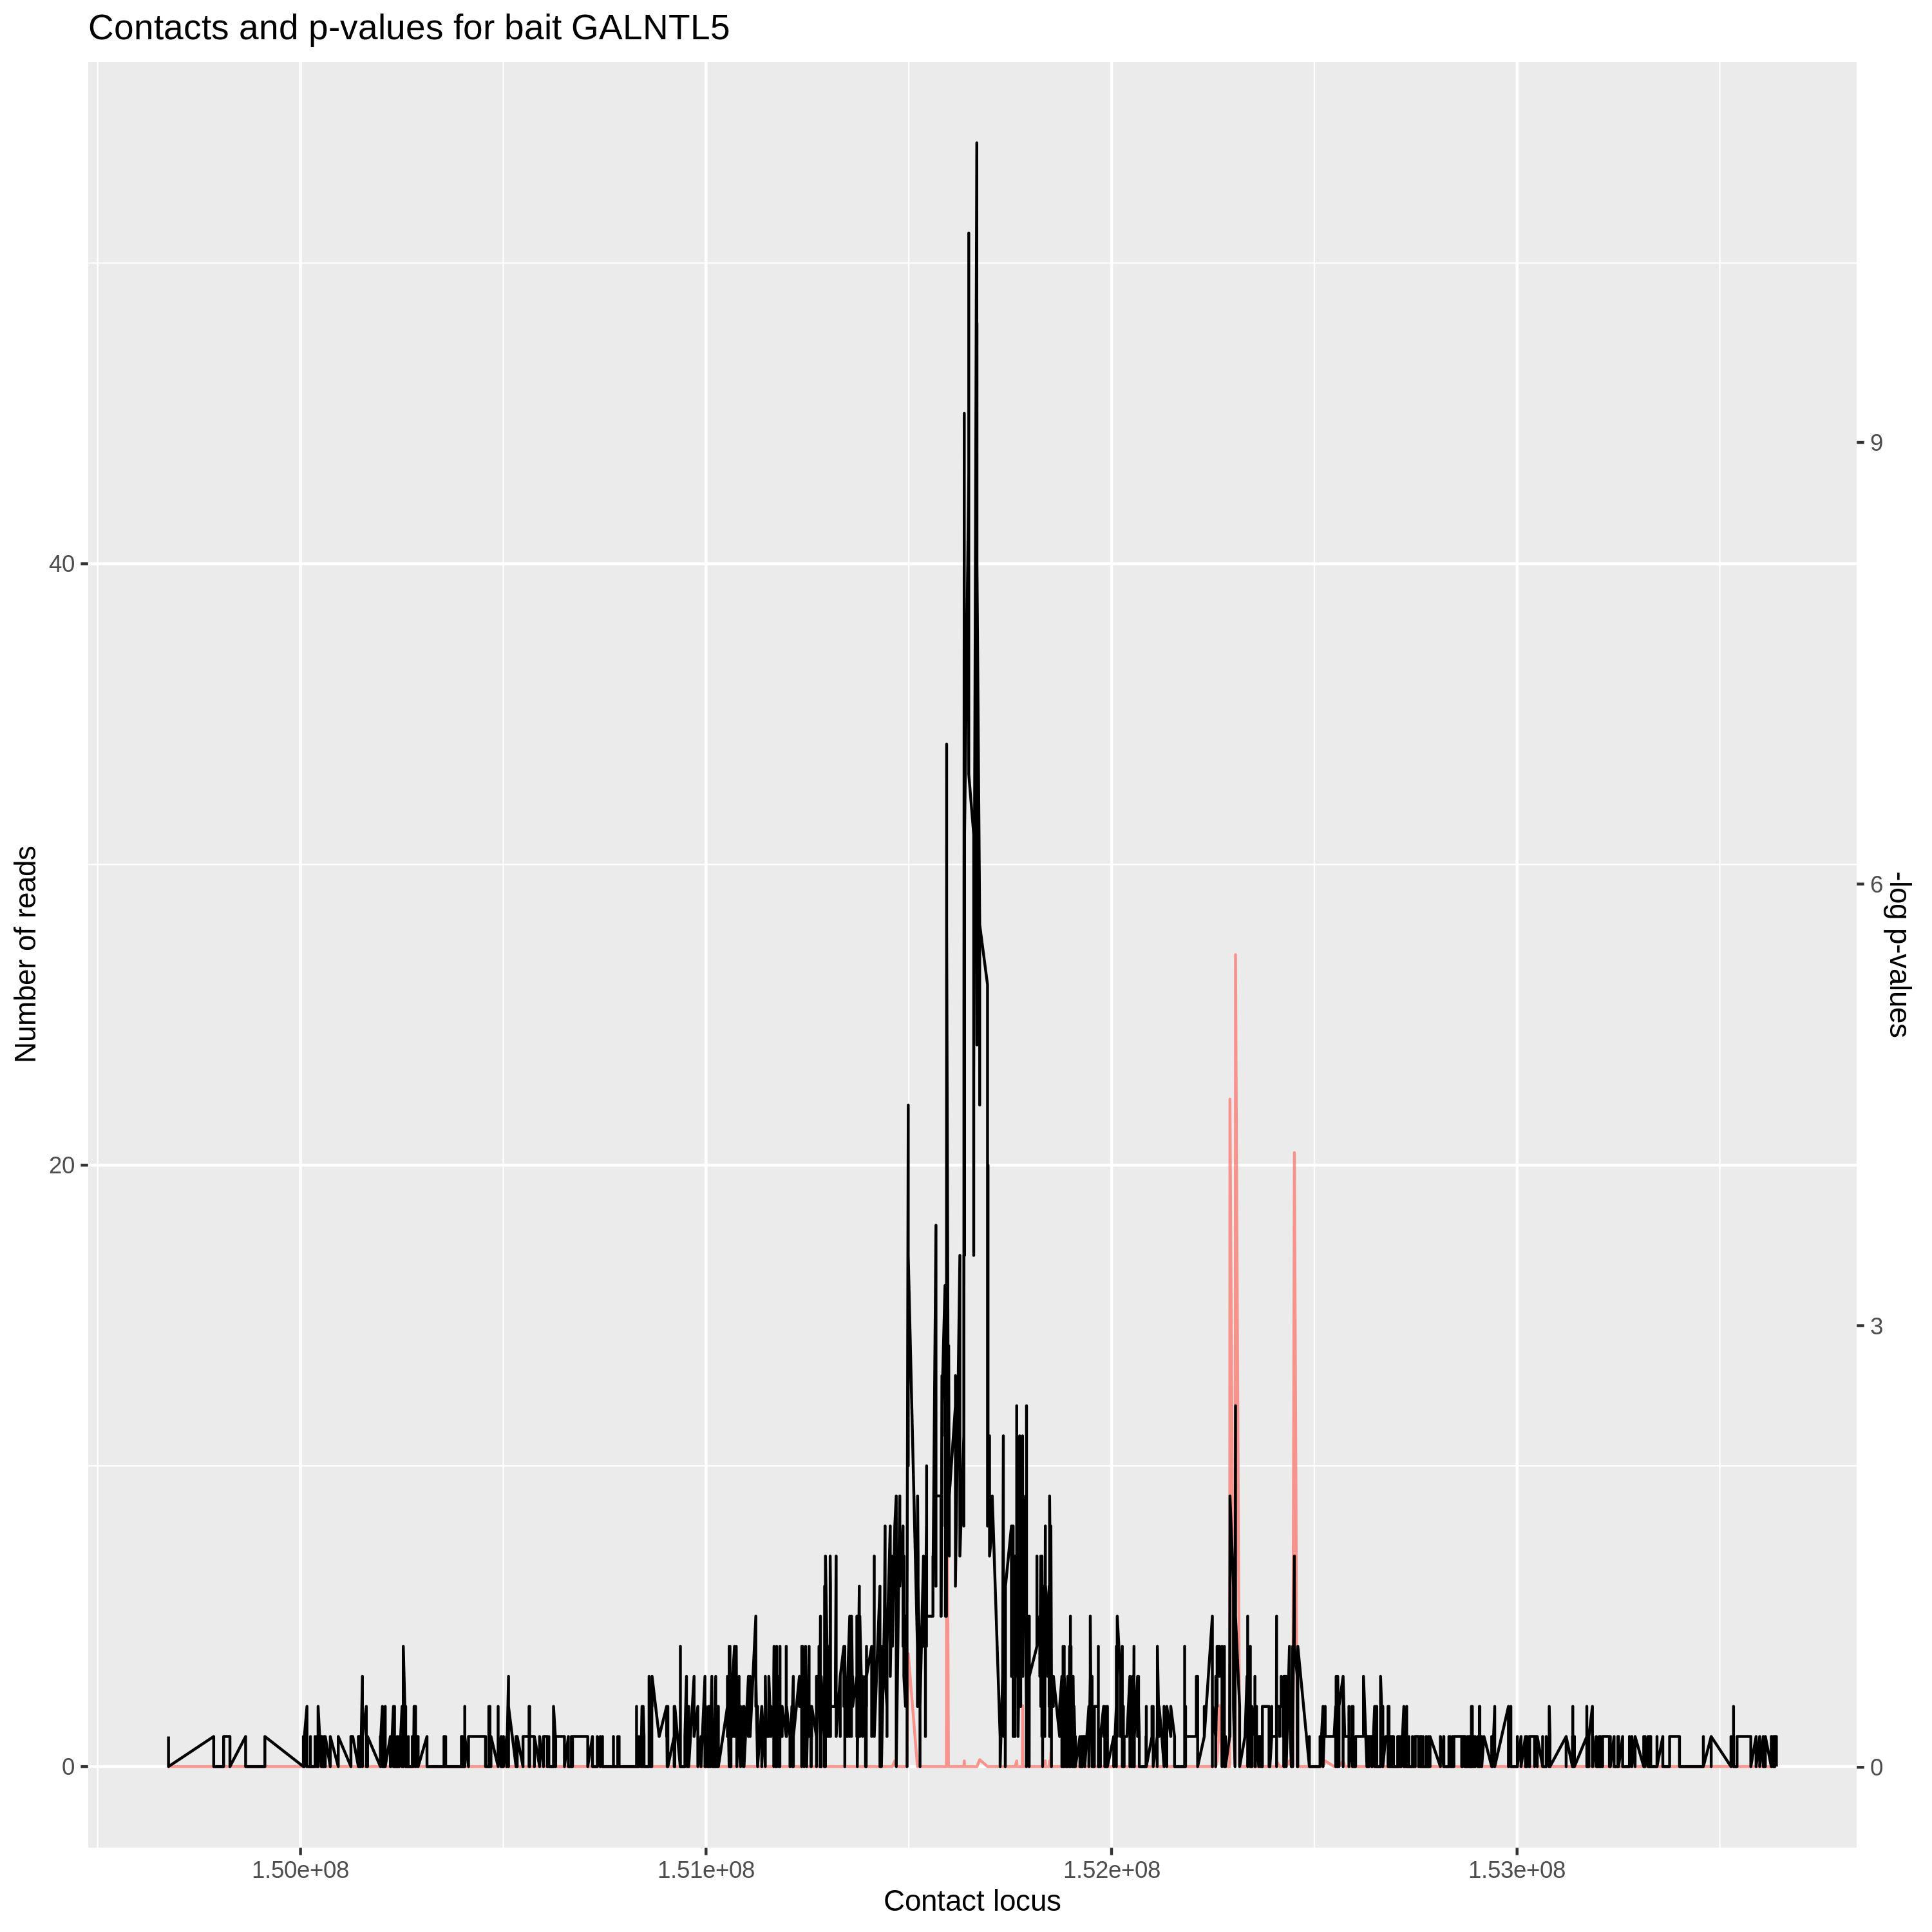 Contacts and p-values for bait GALNTL5
Number of reads
40
20
0
9
6
3
0
-log p-values
1.50e+08 1.51e+08 1.52e+08 1.53e+08
Contact locus